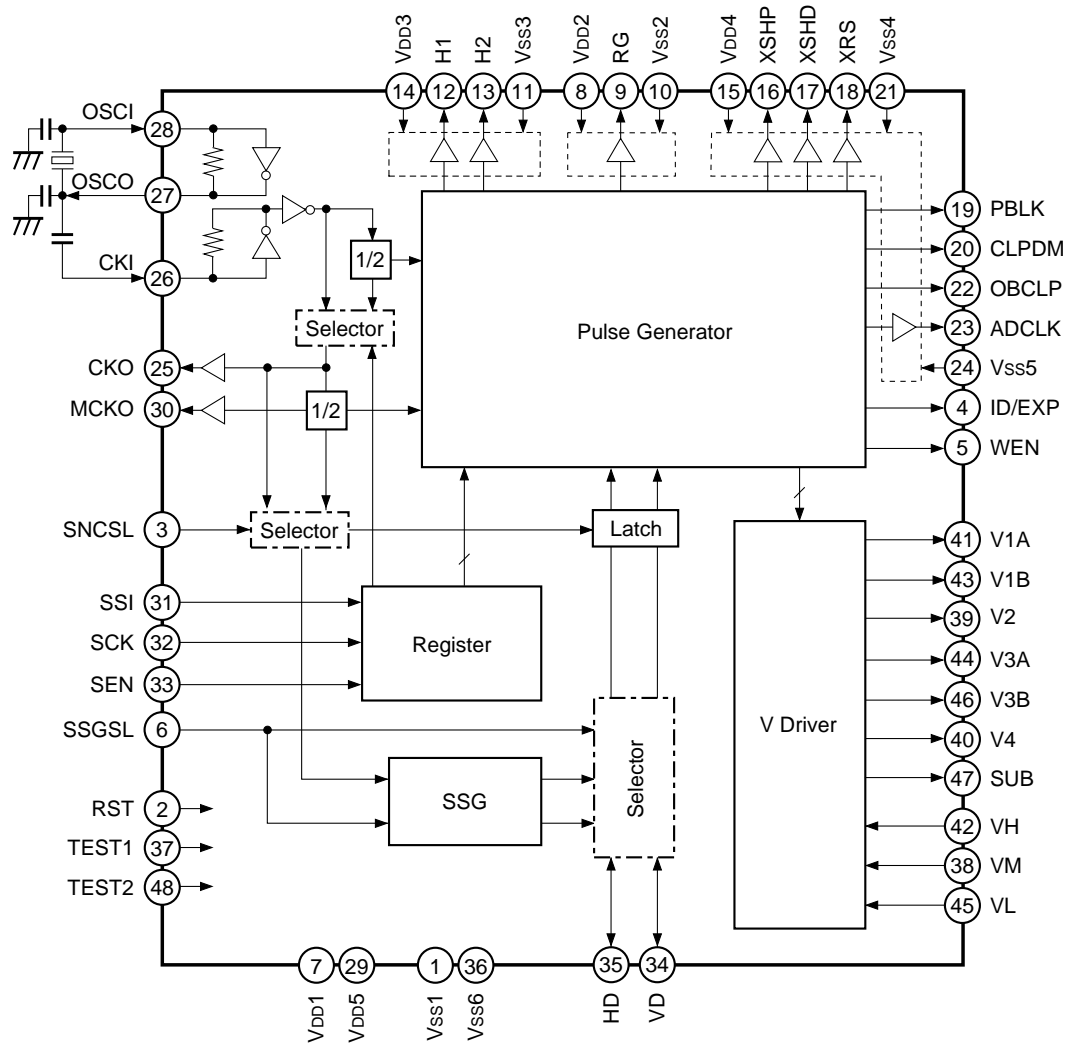 VDD3
H1
H2
VSS3
VDD2
RG
VSS2
VDD4
XSHP
XSHD
XRS
VSS4
14
12
13
11
8
9
10
15
16
17
18
21
OSCI
28
OSCO
27
CKI
26
1/2
Selector
CKO
25
MCKO
30
1/2
Pulse Generator
19
PBLK
20
CLPDM
22
OBCLP
23
ADCLK
24
VSS5
4
ID/EXP
5
WEN
SNCSL
3
Selector
Latch
SSI
31
SCK
32
SEN
33
Register
SSGSL
6
SSG
Selector
RST
2
TEST1
37
TEST2
48
V Driver
41
V1A
43
V1B
39
V2
44
V3A
46
V3B
40
V4
47
SUB
42
VH
38
VM
45
VL
7
29
1
36
35
34
VDD1
VDD5
VSS1
VSS6
HD
VD